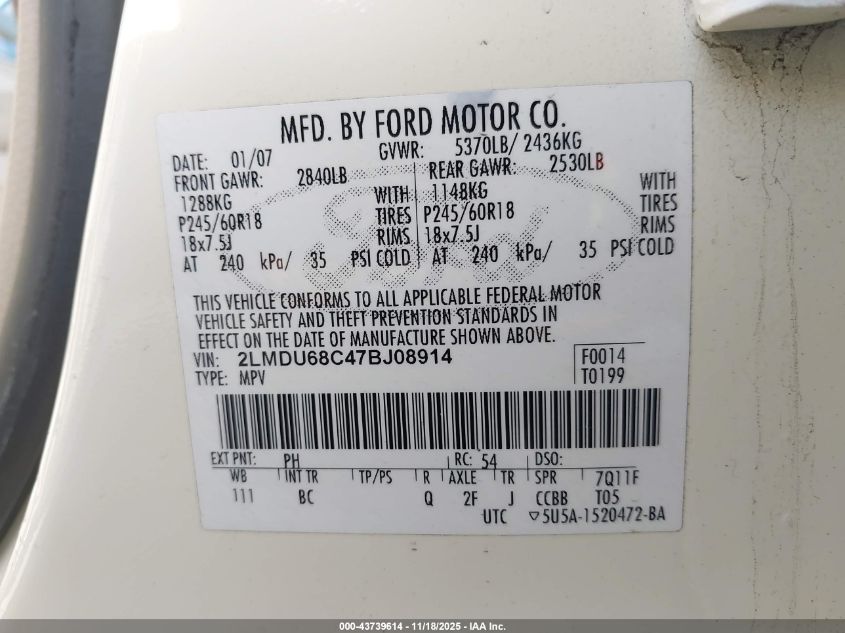 MFD. BY FORD MOTOR CO.
DATE: 01/07 GVWR: 5370LB/ 2436KG
FRONT GAWR: 2840LB REAR GAWR: 2530LB
1288KG WITH 1148KG WITH
P245/60R18 TIRES P245/60R18 TIRES
18x7.5J RIMS 18x7.5J RIMS
AT 240 kPa/ 35 PSI COLD AT 240 kPa/ 35 PSI COLD
Ford
THIS VEHICLE CONFORMS TO ALL APPLICABLE FEDERAL MOTOR
VEHICLE SAFETY AND THEFT PREVENTION STANDARDS IN
EFFECT ON THE DATE OF MANUFACTURE SHOWN ABOVE.
VIN: 2LMDU68C47BJ08914 F0014
TYPE: MPV T0199
EXT PNT: PH RC: 54 DSO:
WB INT TR TP/PS R AXLE TR SPR 7Q11F
111 BC Q 2F J CCBB T05
UTC ▽5U5A-1520472-BA
000-43739614 - 11/18/2025 - IAA Inc.